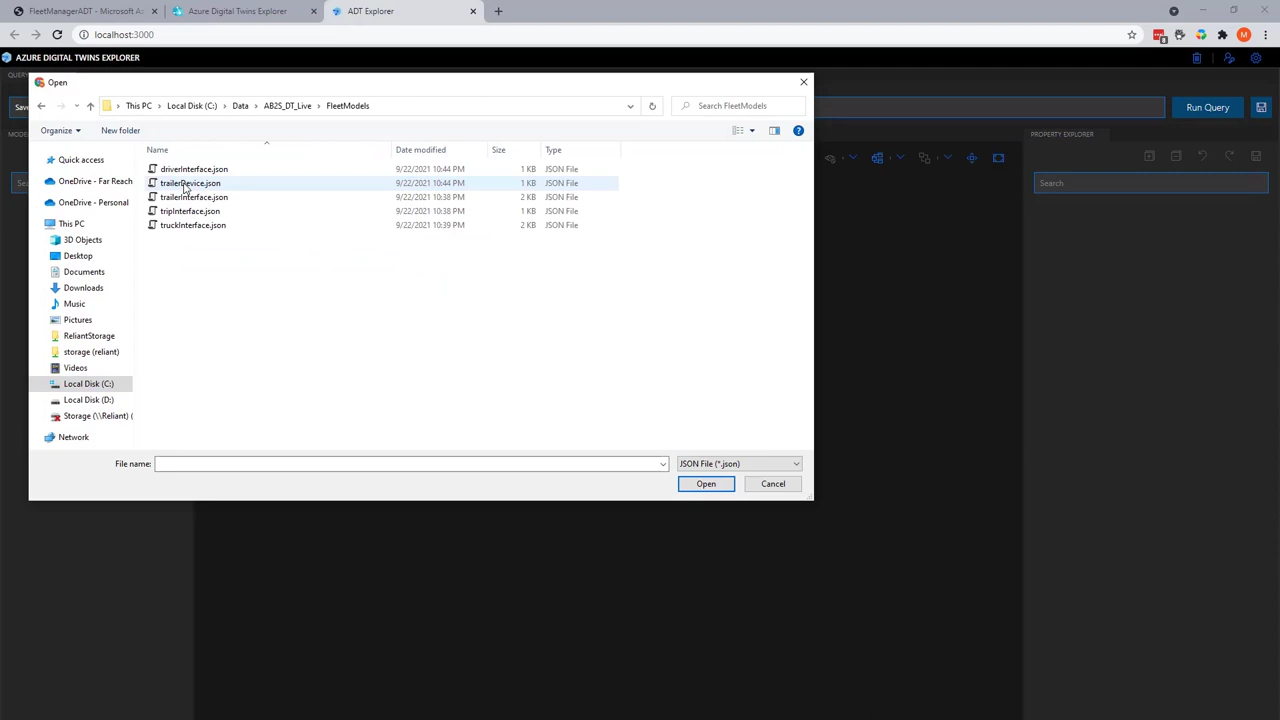 FleetManagerADT - Microsoft Az
Azure Digital Twins Explorer
ADT Explorer
localhost:3000
8
M
AZURE DIGITAL TWINS EXPLORER
Open
This PC > Local Disk (C:) > Data > AB2S_DT_Live > FleetModels
Search FleetModels
Run Query
Organize
New folder
PROPERTY EXPLORER
Search
Name
Date modified
Size
Type
driverInterface.json 9/22/2021 10:44 PM 1 KB JSON File
trailerDevice.json 9/22/2021 10:44 PM 1 KB JSON File
trailerInterface.json 9/22/2021 10:38 PM 2 KB JSON File
tripInterface.json 9/22/2021 10:38 PM 1 KB JSON File
truckInterface.json 9/22/2021 10:39 PM 2 KB JSON File
Quick access
OneDrive - Far Reach
OneDrive - Personal
This PC
3D Objects
Desktop
Documents
Downloads
Music
Pictures
ReliantStorage
storage (reliant)
Videos
Local Disk (C:)
Local Disk (D:)
Storage (\\Reliant) (
Network
File name:
JSON File (*.json)
Open
Cancel